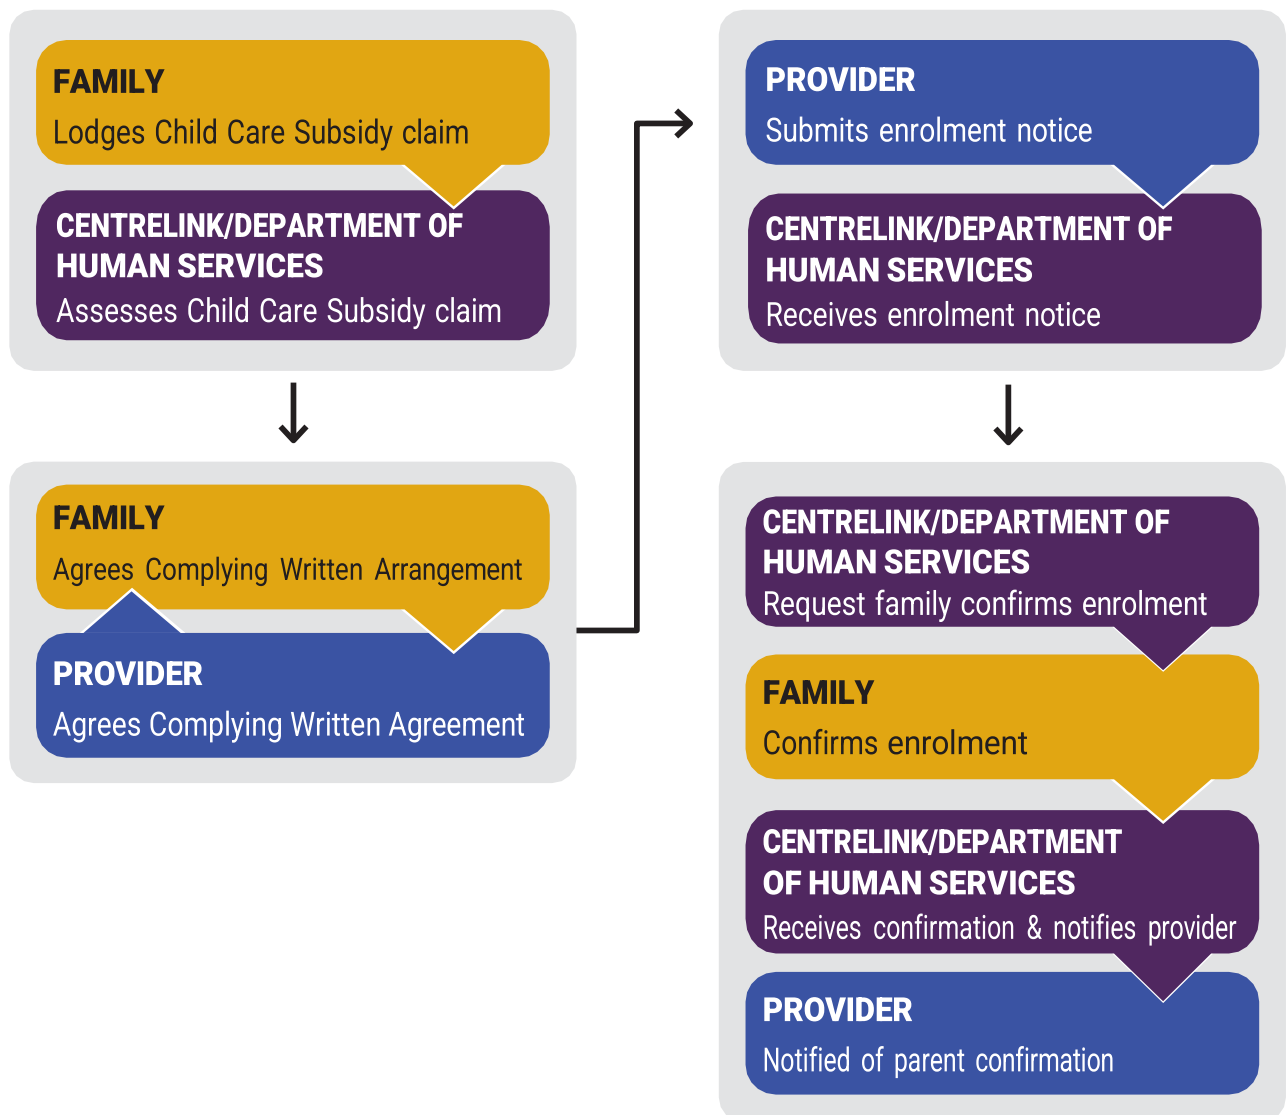 FAMILY
Lodges Child Care Subsidy claim
CENTRELINK/DEPARTMENT OF
HUMAN SERVICES
Assesses Child Care Subsidy claim
FAMILY
Agrees Complying Written Arrangement
PROVIDER
Agrees Complying Written Agreement
PROVIDER
Submits enrolment notice
CENTRELINK/DEPARTMENT OF
HUMAN SERVICES
Receives enrolment notice
CENTRELINK/DEPARTMENT OF
HUMAN SERVICES
Request family confirms enrolment
FAMILY
Confirms enrolment
CENTRELINK/DEPARTMENT
OF HUMAN SERVICES
Receives confirmation & notifies provider
PROVIDER
Notified of parent confirmation